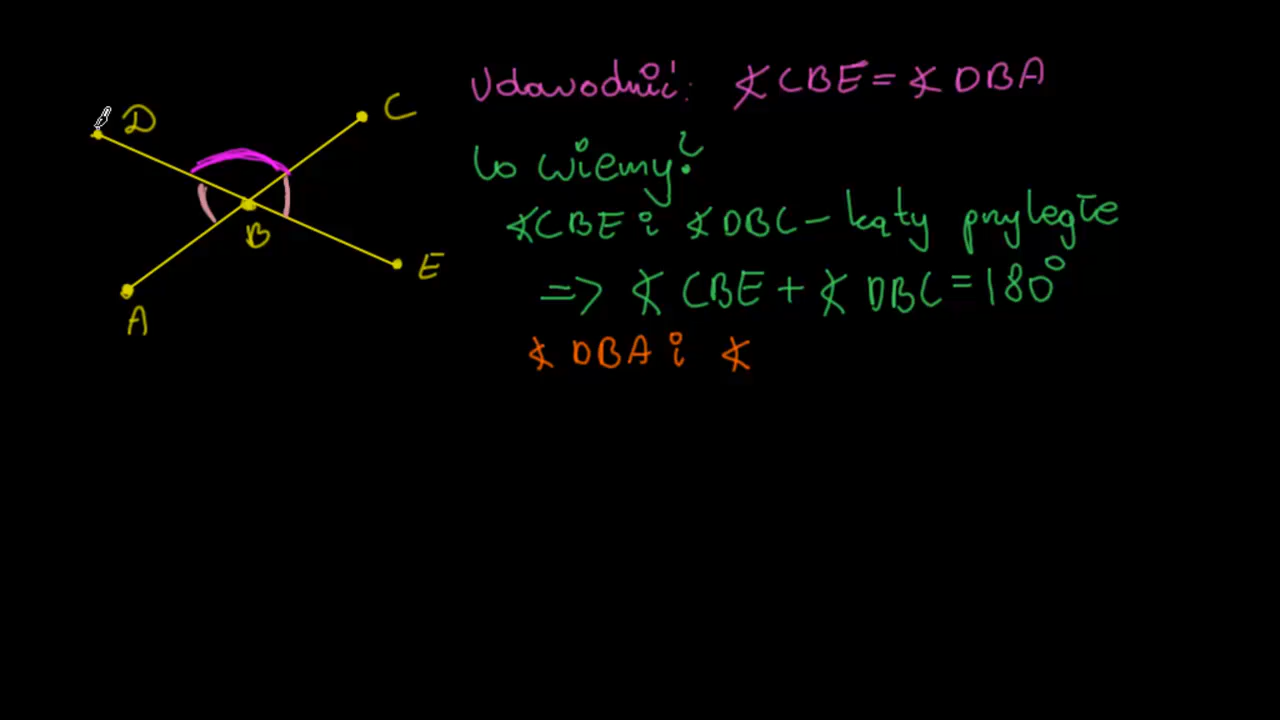 D
C
B
E
A
Udowodnić: ∢CBE = ∢DBA
Co wiemy?
∢CBE i ∢DBC - kąty przyległe
=> ∢CBE + ∢DBC = 180°
∢DBA i ∢